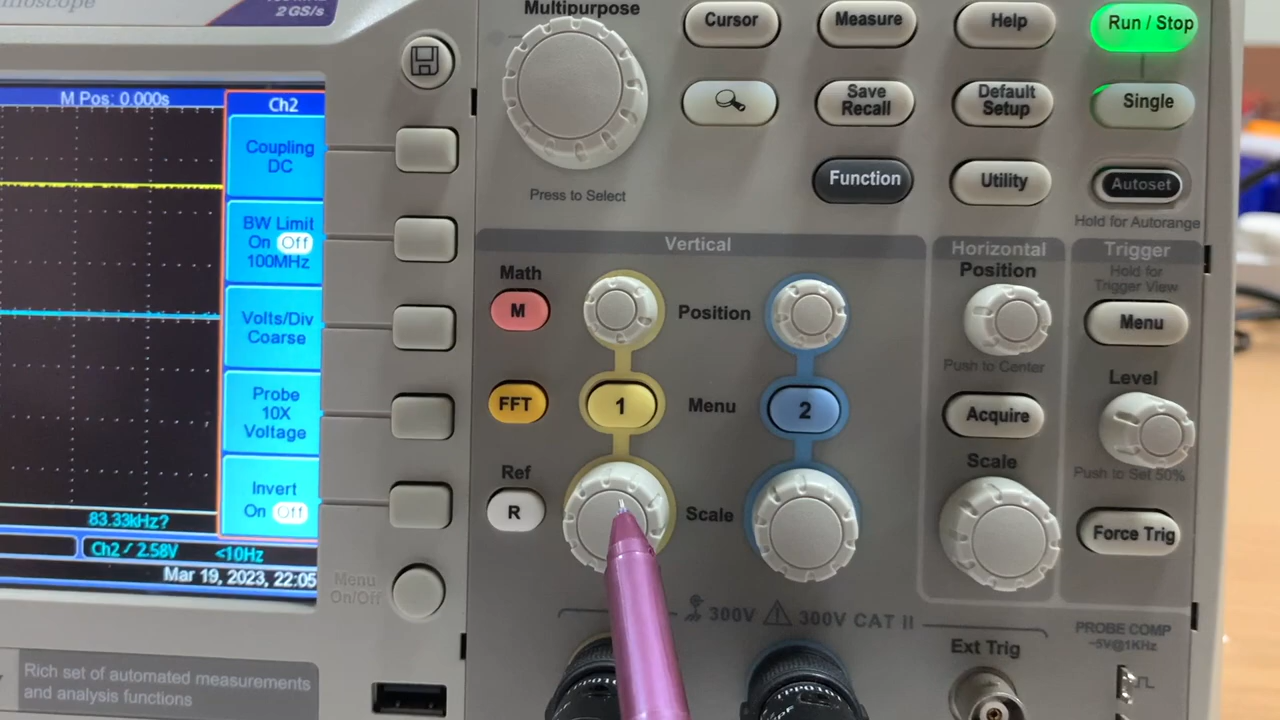 2 GS/s
M Pos: 0.000s
Ch2
Coupling
DC
BW Limit
On Off
100MHz
Volts/Div
Coarse
Probe
10X
Voltage
Invert
On Off
83.33kHz?
Ch2 / 2.58V <10Hz
Mar 19, 2023, 22:05
Menu
On/Off
Rich set of automated measurements
and analysis functions
Multipurpose
Press to Select
Cursor
Measure
Help
Run / Stop
Save
Recall
Default
Setup
Single
Function
Utility
Autoset
Hold for Autorange
Vertical
Math
M
Position
FFT
1
Menu
2
Ref
R
Scale
300V
300V CAT II
Horizontal
Position
Push to Center
Acquire
Scale
Trigger
Hold for
Trigger View
Menu
Level
Push to Set 50%
Force Trig
Ext Trig
PROBE COMP
~5V@1KHz